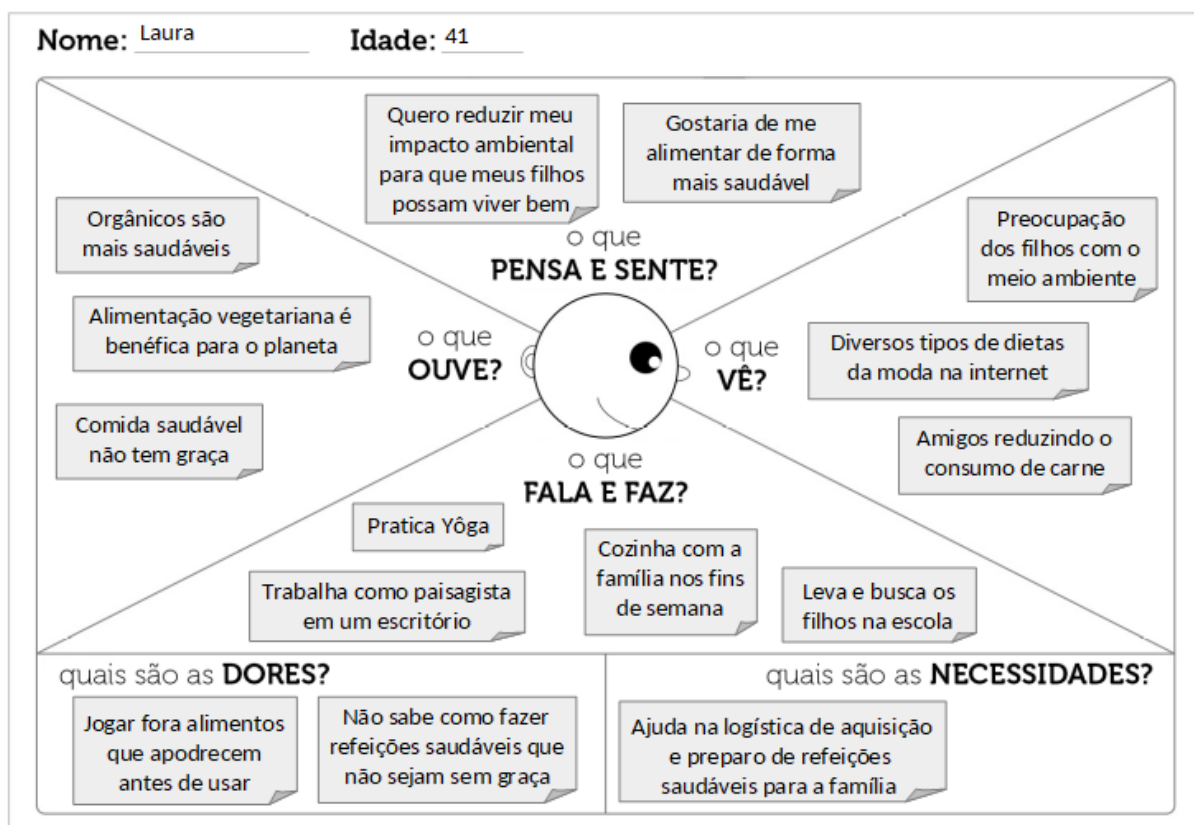 Nome: Laura Idade: 41
Quero reduzir meu
impacto ambiental
para que meus filhos
possam viver bem
Gostaria de me
alimentar de forma
mais saudável
o que
PENSA E SENTE?
Orgânicos são
mais saudáveis
Alimentação vegetariana é
benéfica para o planeta
Comida saudável
não tem graça
o que
OUVE?
o que
VÊ?
Preocupação
dos filhos com o
meio ambiente
Diversos tipos de dietas
da moda na internet
Amigos reduzindo o
consumo de carne
o que
FALA E FAZ?
Pratica Yôga
Trabalha como paisagista
em um escritório
Cozinha com a
família nos fins
de semana
Leva e busca os
filhos na escola
quais são as DORES?
Jogar fora alimentos
que apodrecem
antes de usar
Não sabe como fazer
refeições saudáveis que
não sejam sem graça
quais são as NECESSIDADES?
Ajuda na logística de aquisição
e preparo de refeições
saudáveis para a família